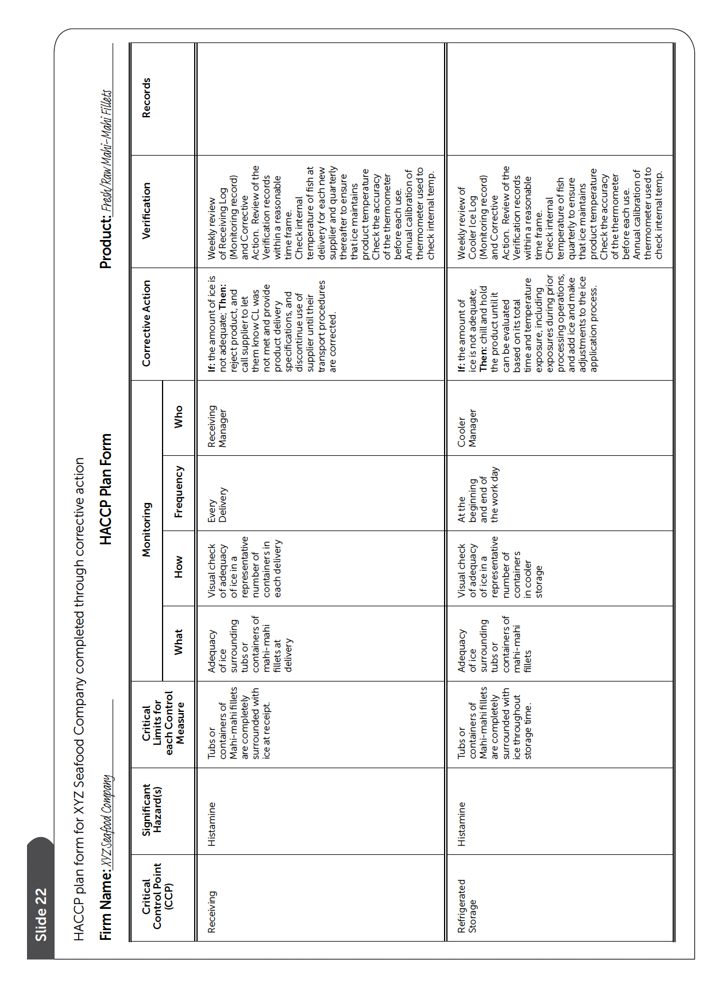 Slide 22
HACCP plan form for XYZ Seafood Company completed through corrective action
Firm Name: XYZ Seafood Company
HACCP Plan Form
Product: Fresh/Raw Mahi-Mahi Fillets
Critical
Control Point
(CCP)
Significant
Hazard(s)
Critical
Limits for
each Control
Measure
Monitoring
What
How
Frequency
Who
Corrective Action
Verification
Records
Receiving
Histamine
Tubs or
containers of
Mahi-mahi fillets
are completely
surrounded with
ice at receipt.
Adequacy
of ice
surrounding
tubs or
containers of
mahi-mahi
fillets at
delivery
Visual check
of adequacy
of ice in a
representative
number of
containers in
each delivery
Every
Delivery
Receiving
Manager
If: the amount of ice is
not adequate; Then:
reject product, and
call supplier to let
them know CL was
not met and provide
product delivery
specifications, and
discontinue use of
supplier until their
transport procedures
are corrected.
Weekly review
of Receiving Log
(Monitoring record)
and Corrective
Action. Review of the
Verification records
within a reasonable
time frame.
Check internal
temperature of fish at
delivery for each new
supplier and quarterly
thereafter to ensure
that ice maintains
product temperature
Check the accuracy
of the thermometer
before each use.
Annual calibration of
thermometer used to
check internal temp.
Refrigerated
Storage
Histamine
Tubs or
containers of
Mahi-mahi fillets
are completely
surrounded with
ice throughout
storage time.
Adequacy
of ice
surrounding
tubs or
containers of
mahi-mahi
fillets
Visual check
of adequacy
of ice in a
representative
number of
containers
in cooler
storage
At the
beginning
and end of
the work day
Cooler
Manager
If: the amount of
ice is not adequate;
Then: chill and hold
the product until it
can be evaluated
based on its total
time and temperature
exposure, including
exposures during prior
processing operations,
and add ice and make
adjustments to the ice
application process.
Weekly review of
Cooler Ice Log
(Monitoring record)
and Corrective
Action. Review of the
Verification records
within a reasonable
time frame.
Check internal
temperature of fish
quarterly to ensure
that ice maintains
product temperature
Check the accuracy
of the thermometer
before each use.
Annual calibration of
thermometer used to
check internal temp.